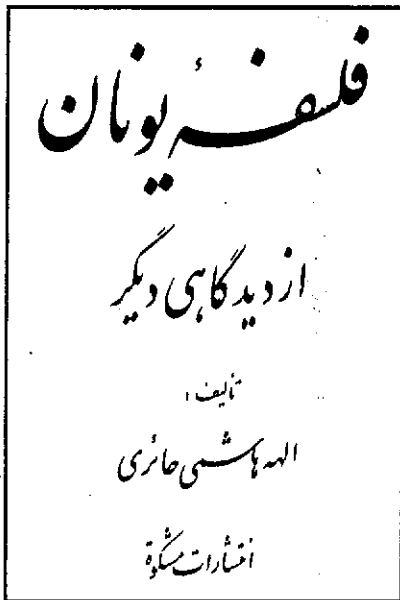 فلسفهٔ یونان
از دیدگاهی دیگر
تألیف :
الهه هاشمی حائری
انتشارات مشکوة